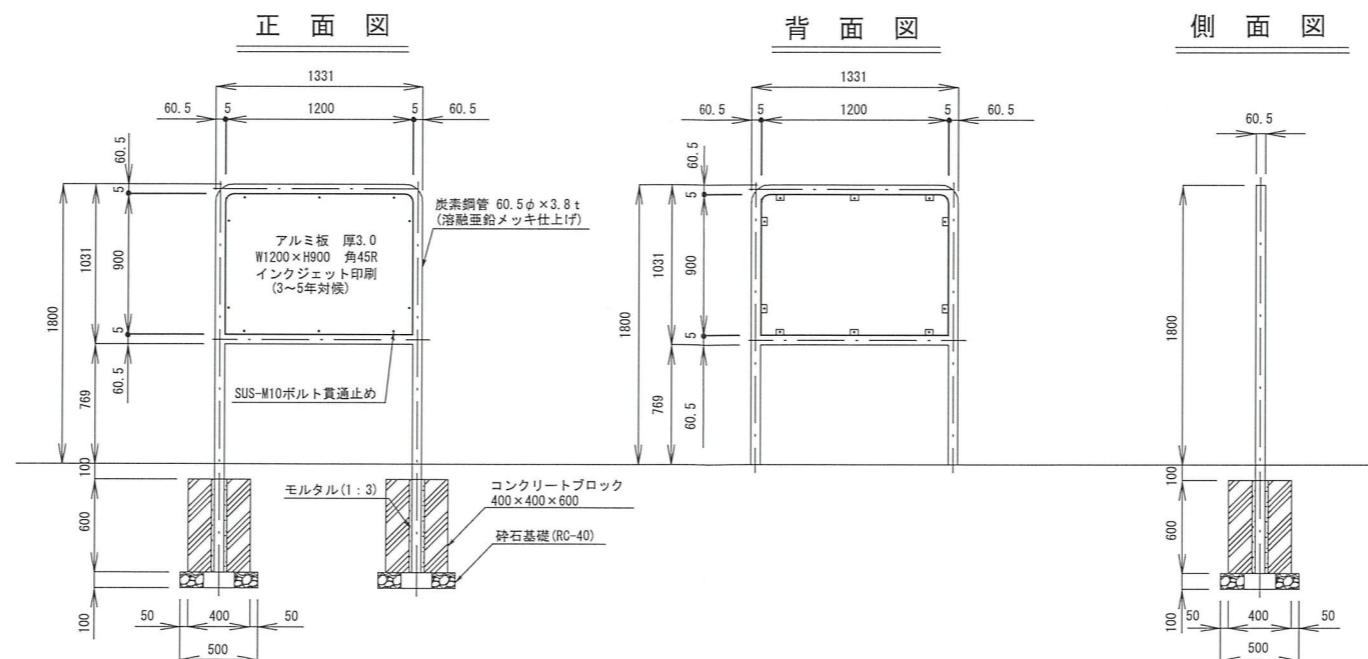 正 面 図
1331
60.5 5 1200 5 60.5
60.5
5
900
5
60.5
1031
769
1800
100
600
100
炭素鋼管 60.5φ×3.8t
(溶融亜鉛メッキ仕上げ)
アルミ板 厚3.0
W1200×H900 角45R
インクジェット印刷
(3～5年対候)
SUS-M10ボルト貫通止め
モルタル(1：3)
コンクリートブロック
400×400×600
砕石基礎(RC-40)
50 400 50
500
背 面 図
1331
60.5 5 1200 5 60.5
60.5
5
900
5
60.5
1031
769
1800
側 面 図
60.5
1800
100
600
100
50 400 50
500